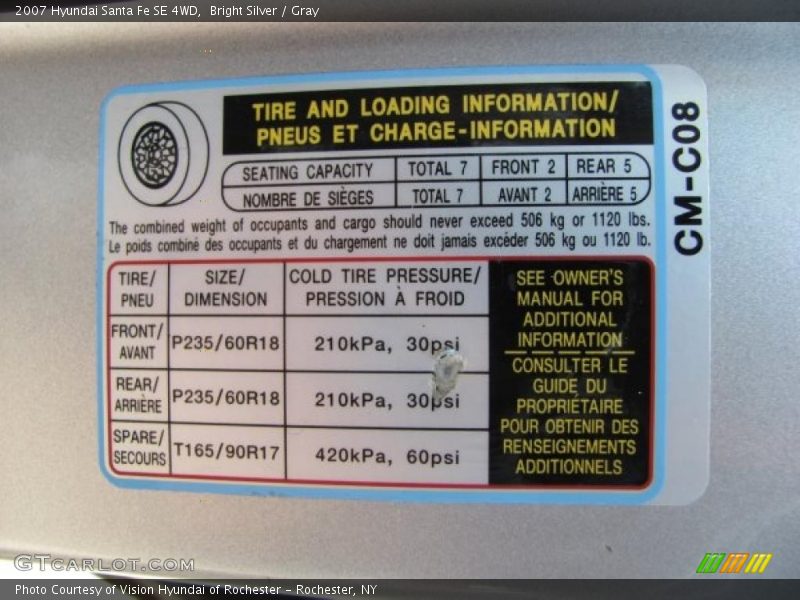 2007 Hyundai Santa Fe SE 4WD,  Bright Silver / Gray
TIRE AND LOADING INFORMATION/
PNEUS ET CHARGE-INFORMATION
SEATING CAPACITY TOTAL 7 FRONT 2 REAR 5
NOMBRE DE SIÈGES TOTAL 7 AVANT 2 ARRIÈRE 5
The combined weight of occupants and cargo should never exceed 506 kg or 1120 lbs.
Le poids combiné des occupants et du chargement ne doit jamais excéder 506 kg ou 1120 lb.
CM-C08
TIRE/
PNEU
SIZE/
DIMENSION
COLD TIRE PRESSURE/
PRESSION À FROID
FRONT/
AVANT
P235/60R18
210kPa, 30psi
REAR/
ARRIÈRE
P235/60R18
210kPa, 30psi
SPARE/
SECOURS
T165/90R17
420kPa, 60psi
SEE OWNER'S
MANUAL FOR
ADDITIONAL
INFORMATION
CONSULTER LE
GUIDE DU
PROPRIÉTAIRE
POUR OBTENIR DES
RENSEIGNEMENTS
ADDITIONNELS
GTCARLOT.COM
Photo Courtesy of Vision Hyundai of Rochester - Rochester, NY